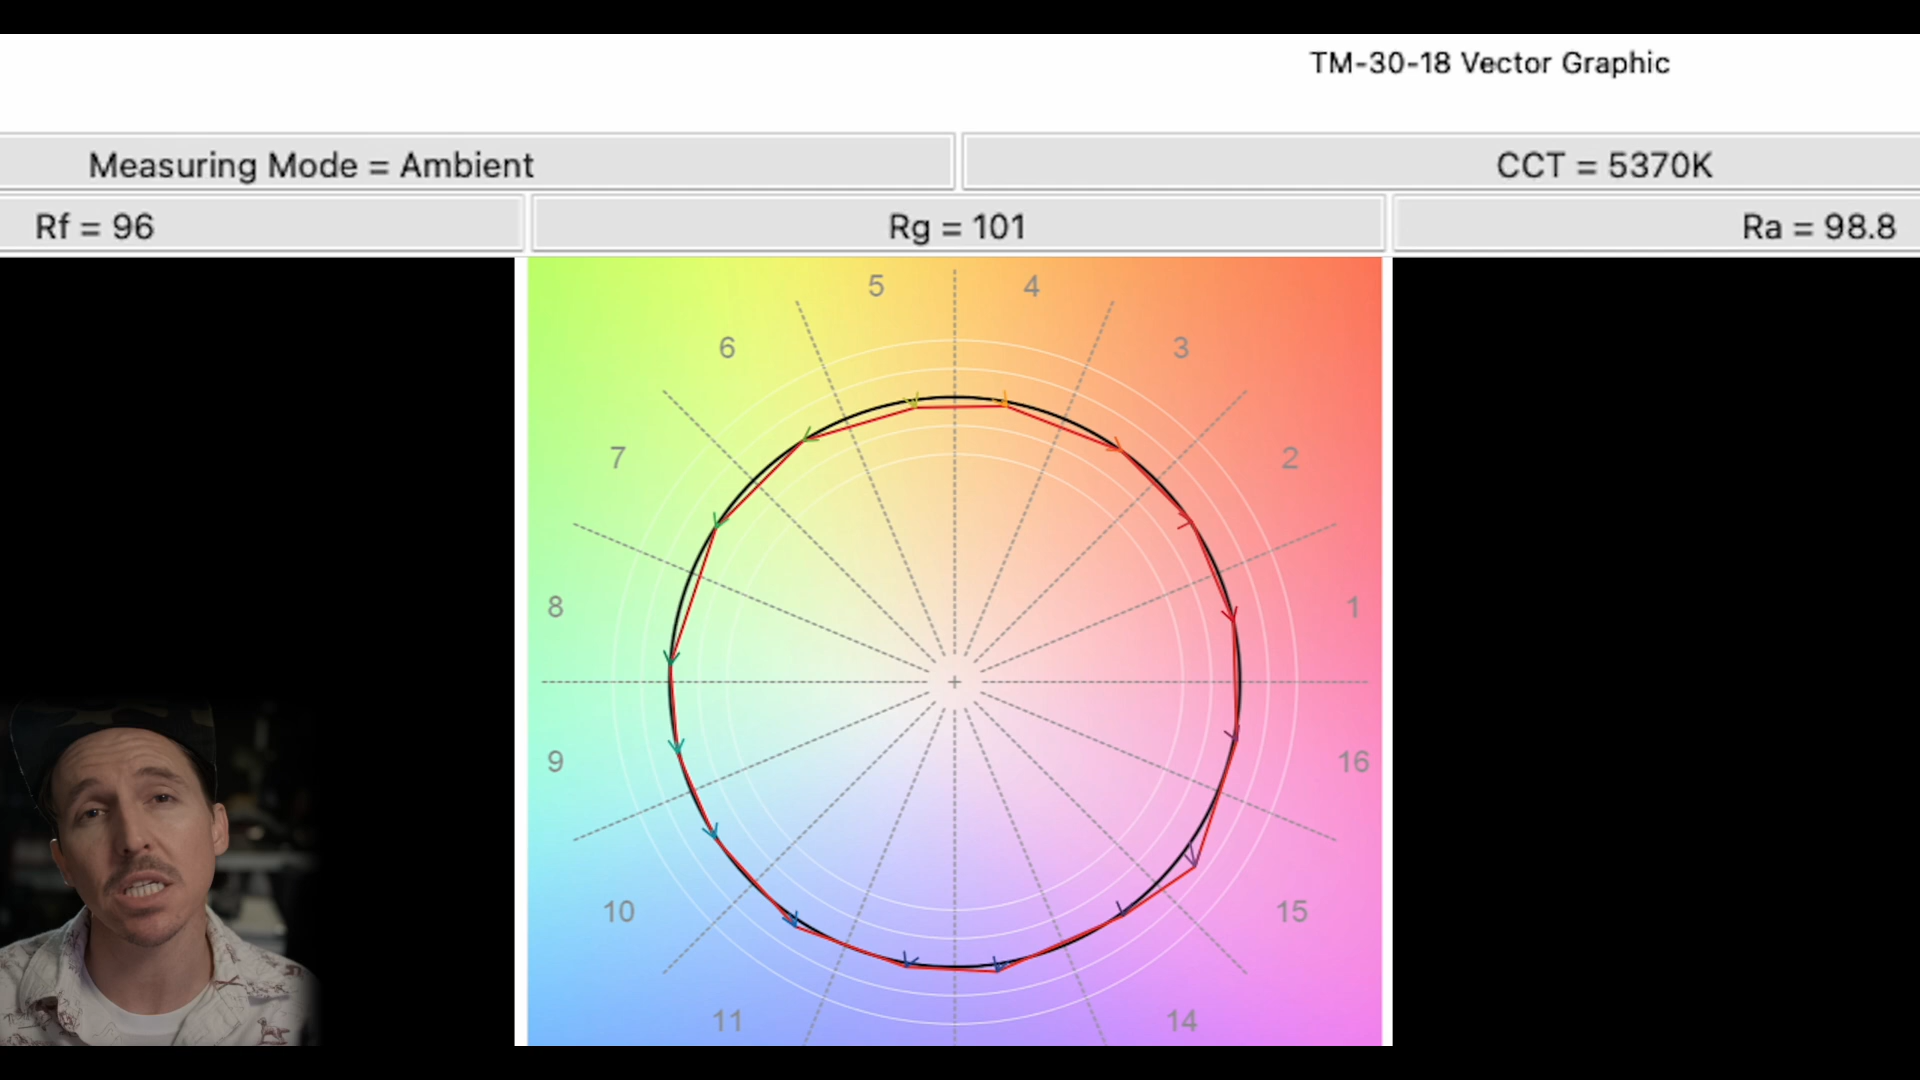 TM-30-18 Vector Graphic
Measuring Mode = Ambient
CCT = 5370K
Rf = 96
Rg = 101
Ra = 98.8
5
4
6
3
7
2
8
1
9
16
10
15
11
14